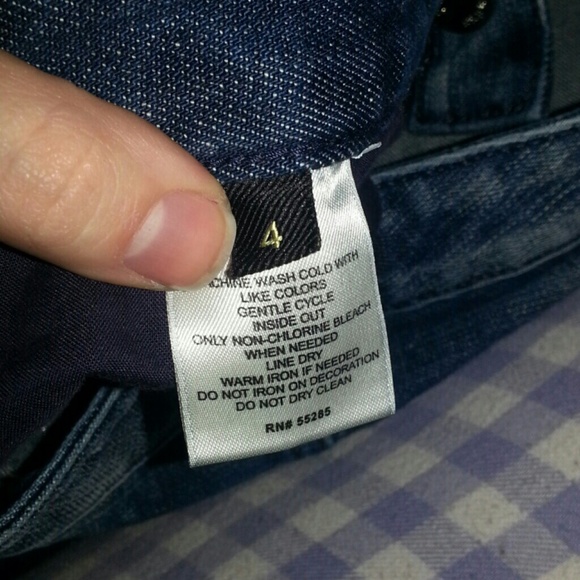 4
CHINE WASH COLD WITH
LIKE COLORS
GENTLE CYCLE
INSIDE OUT
ONLY NON-CHLORINE BLEACH
WHEN NEEDED
LINE DRY
WARM IRON IF NEEDED
DO NOT IRON ON DECORATION
DO NOT DRY CLEAN
RN# 55285